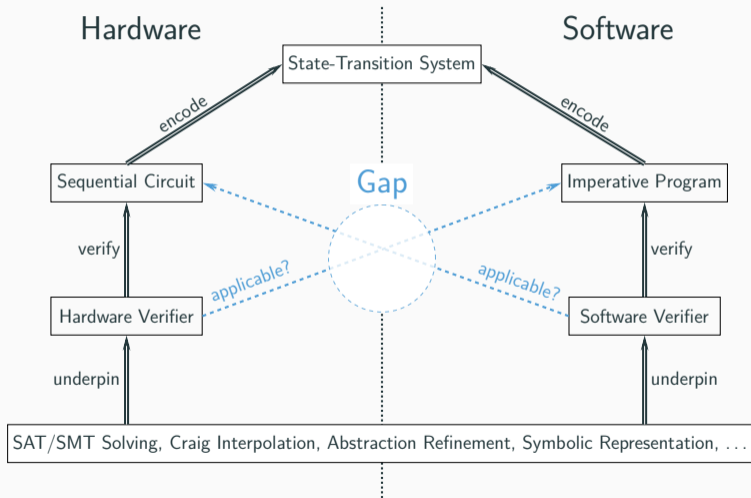 Hardware
Software
State-Transition System
encode
encode
Sequential Circuit
Gap
Imperative Program
verify
verify
applicable?
applicable?
Hardware Verifier
Software Verifier
underpin
underpin
SAT/SMT Solving, Craig Interpolation, Abstraction Refinement, Symbolic Representation, ...